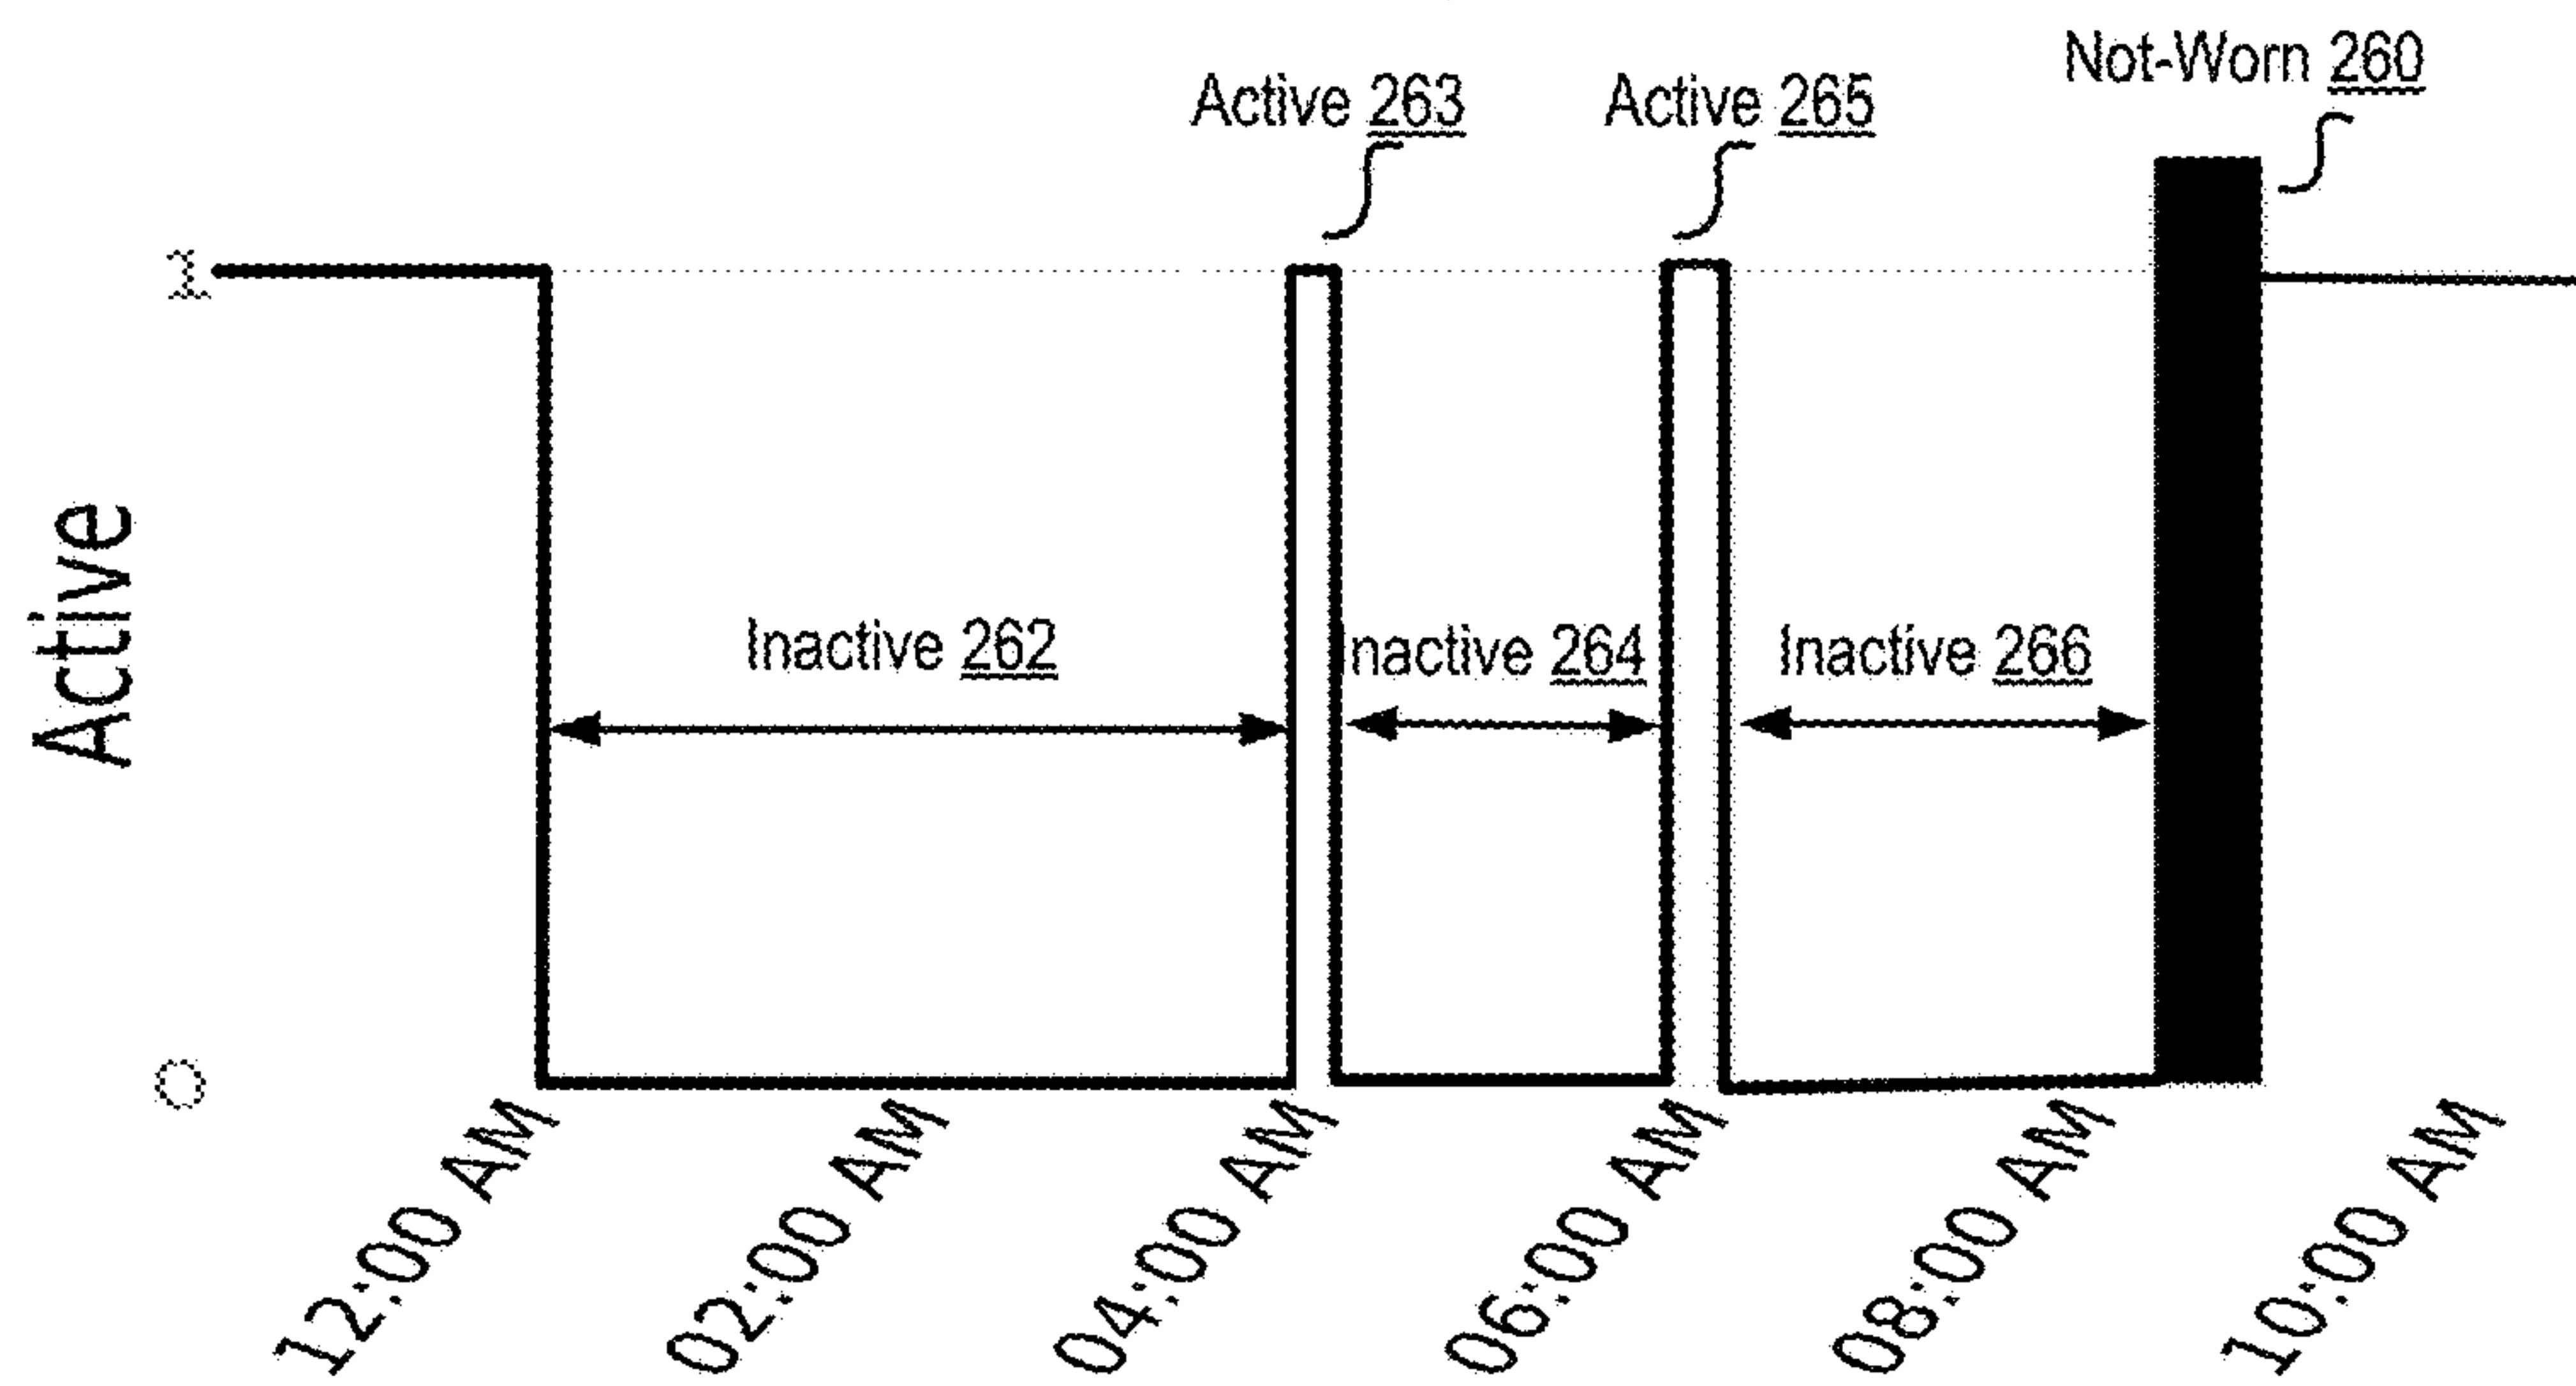 Not-Worn 260
Active 263
Active 265
1
Active
Inactive 262
Inactive 264
Inactive 266
0
12:00 AM
02:00 AM
04:00 AM
06:00 AM
08:00 AM
10:00 AM